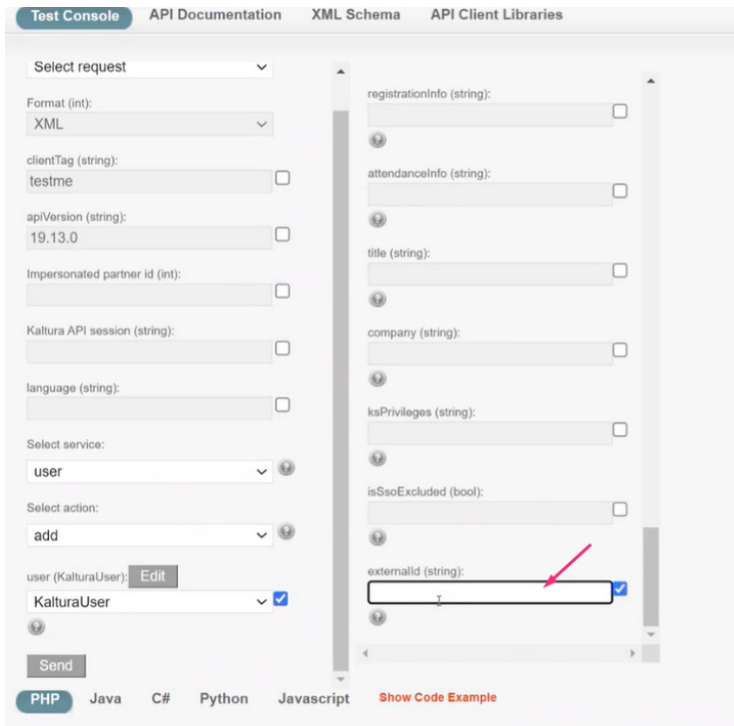 Test Console API Documentation XML Schema API Client Libraries
Select request
Format (int):
XML
clientTag (string):
testme
apiVersion (string):
19.13.0
Impersonated partner id (int):
Kaltura API session (string):
language (string):
Select service:
user
Select action:
add
user (KalturaUser): Edit
KalturaUser
Send
registrationInfo (string):
attendanceInfo (string):
title (string):
company (string):
ksPrivileges (string):
isSsoExcluded (bool):
externalId (string):
PHP Java C# Python Javascript Show Code Example